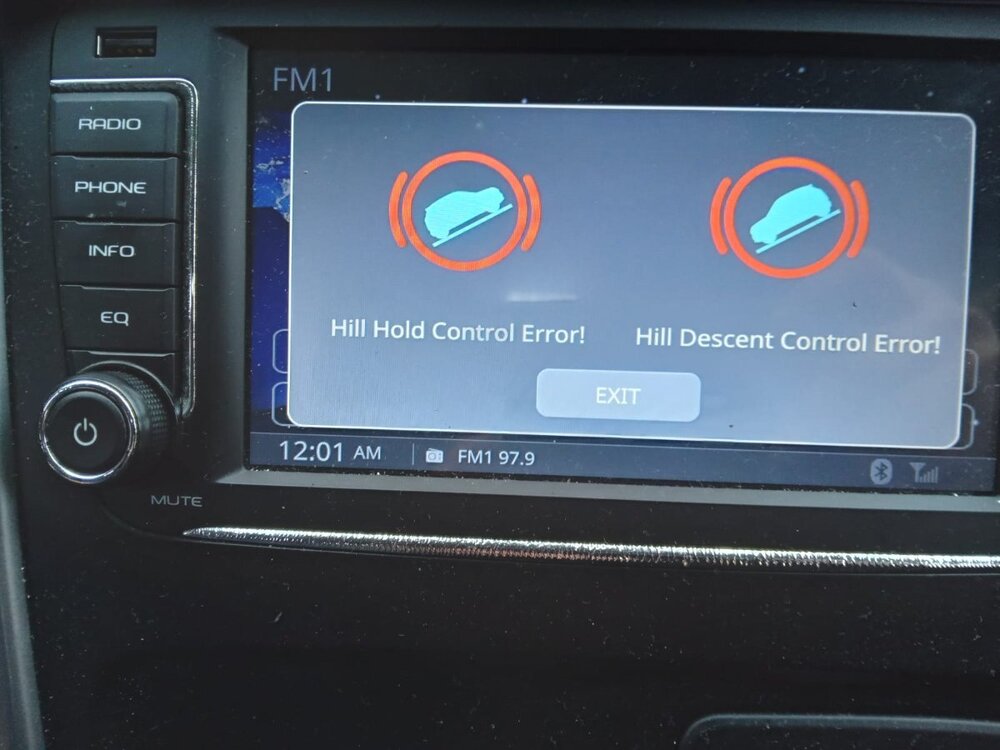 FM1
RADIO
PHONE
INFO
EQ
Hill Hold Control Error!
Hill Descent Control Error!
EXIT
12:01 AM
FM1 97.9
MUTE